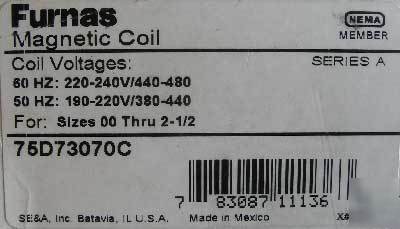 Furnas
NEMA
Magnetic Coil
MEMBER
Coil Voltages:
SERIES A
60 HZ: 220-240V/440-480
50 HZ: 190-220V/380-440
For: Sizes 00 Thru 2-1/2
75D73070C
7 83087 11136
SE&A, Inc. Batavia, IL U.S.A. Made in Mexico X#